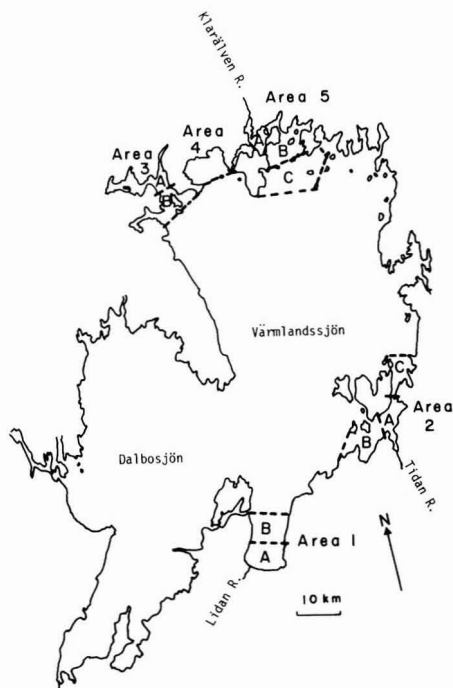 Klarälven R.
Area 5
Area
4
Area
3
A
B
A
B
C
Värmlandssjön
C
Area
2
A
B
Tidan R.
Dalbosjön
N
B
Area 1
A
Lidan R.
10 km